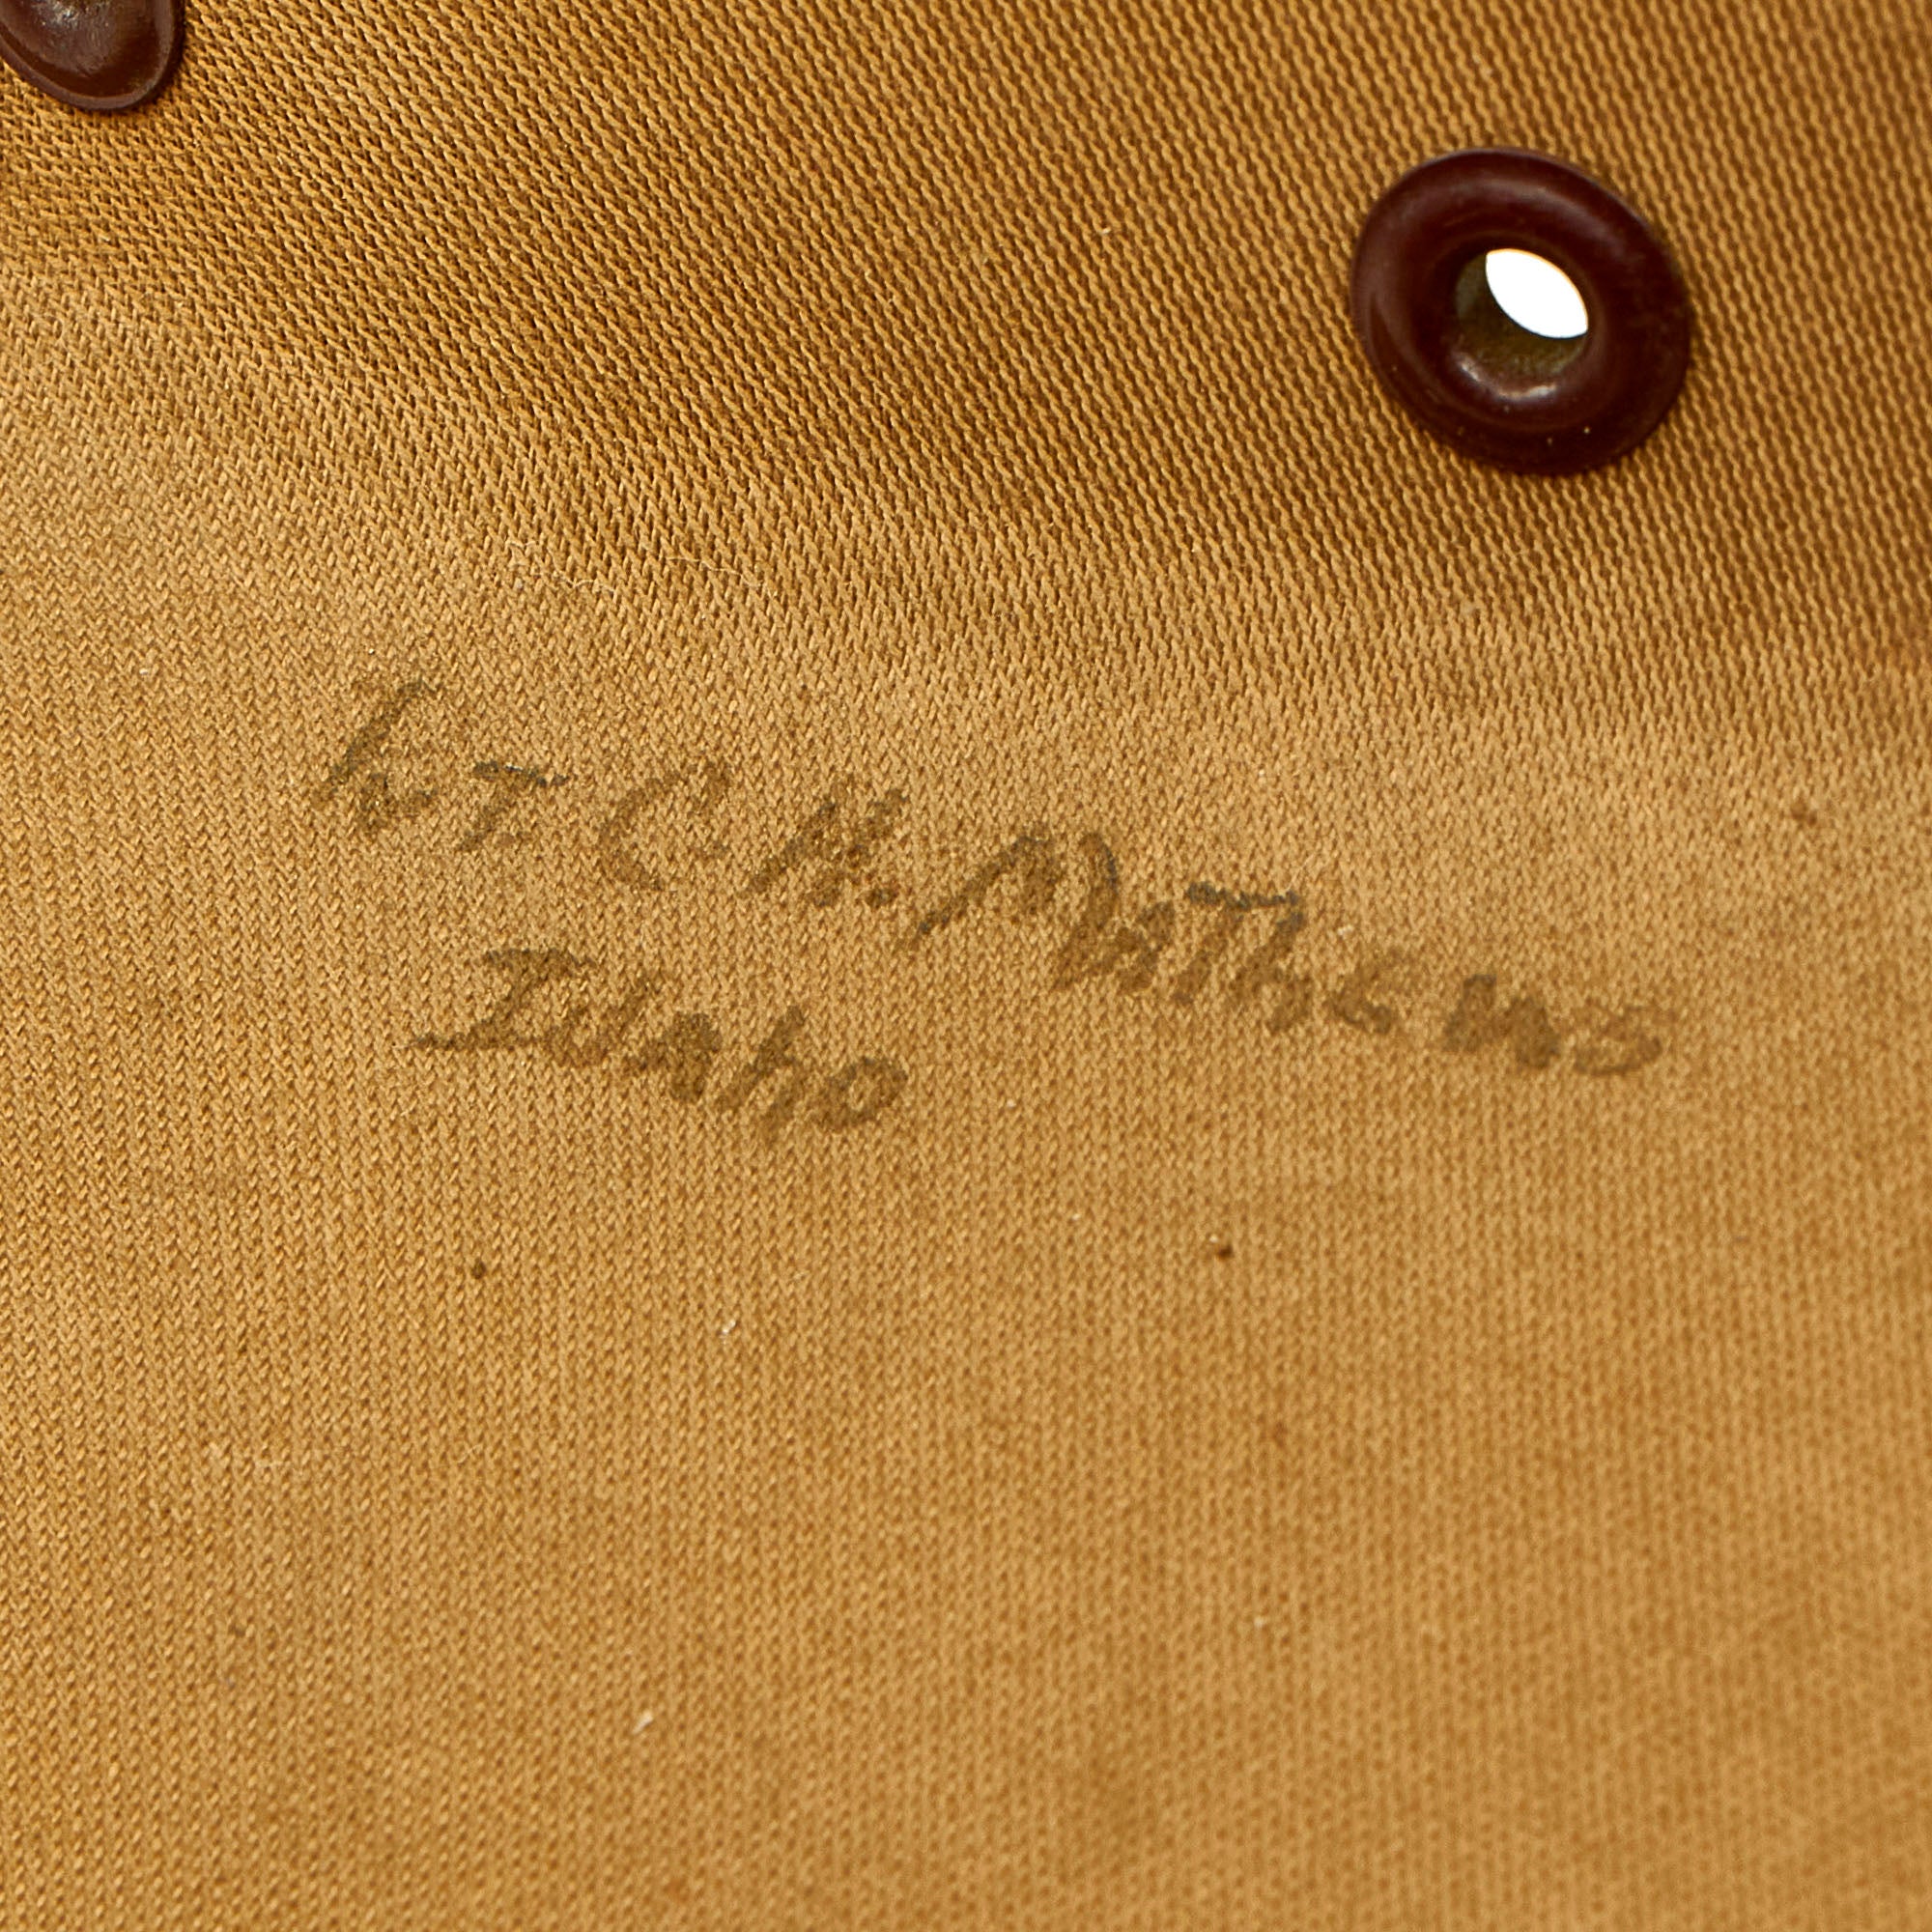 LT. C H. Mathews
Idaho